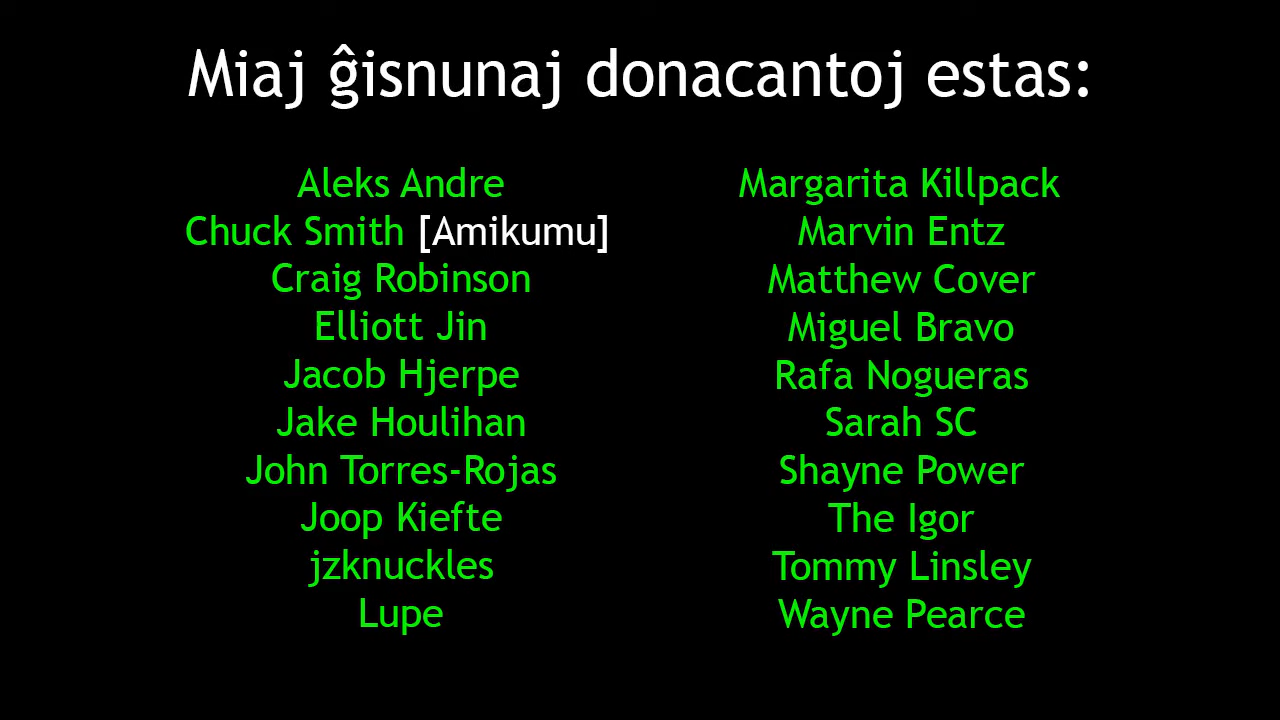 Miaj ĝisnunaj donacantoj estas:
Aleks Andre
Chuck Smith [Amikumu]
Craig Robinson
Elliott Jin
Jacob Hjerpe
Jake Houlihan
John Torres-Rojas
Joop Kiefte
jzknuckles
Lupe
Margarita Killpack
Marvin Entz
Matthew Cover
Miguel Bravo
Rafa Nogueras
Sarah SC
Shayne Power
The Igor
Tommy Linsley
Wayne Pearce